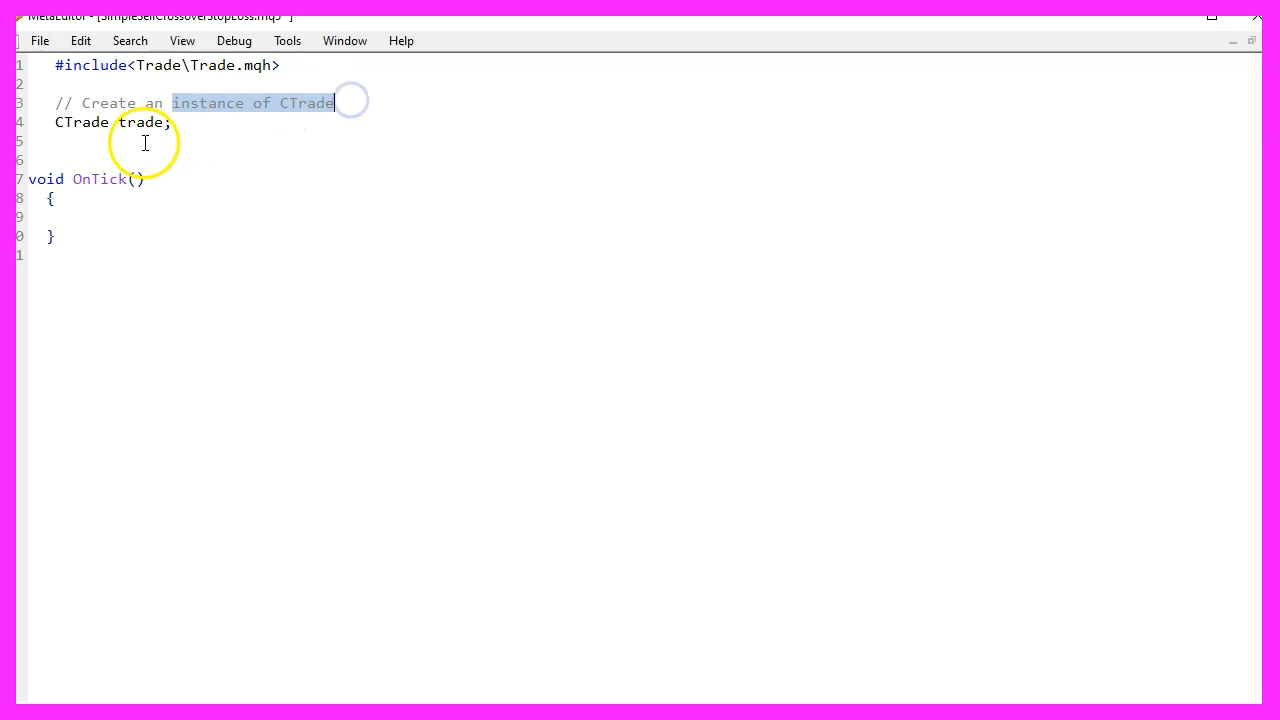 MetaEditor - [SimpleSellCrossoverStopLoss.mq5 *]
File Edit Search View Debug Tools Window Help
1 #include<Trade\Trade.mqh>
2
3 // Create an instance of CTrade
4 CTrade trade;
5
6
7 void OnTick()
8 {
9
0 }
1